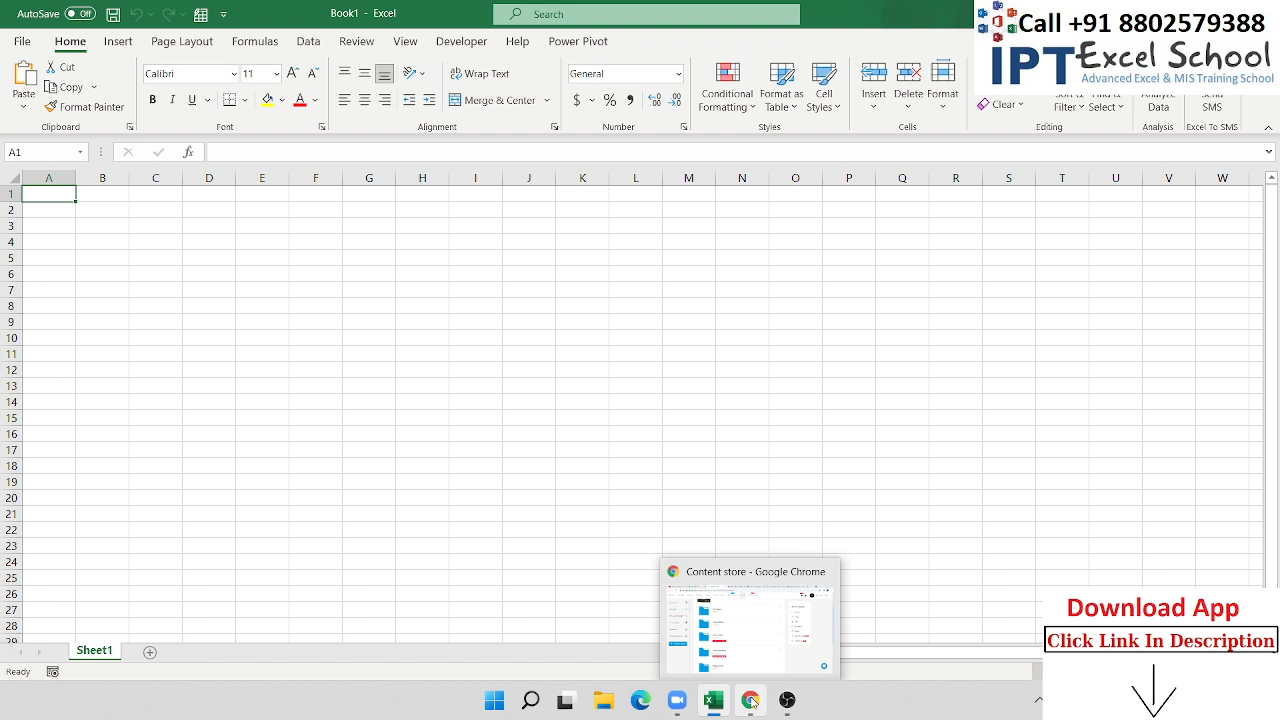 AutoSave Off Book1 - Excel Search
Call +91 8802579388
IPT Excel School
Advanced Excel & MIS Training School
File Home Insert Page Layout Formulas Data Review View Developer Help Power Pivot
Paste Cut Copy Format Painter
Calibri 11
B I U
Wrap Text
Merge & Center
General
$ % ,
Conditional Formatting Format as Table Cell Styles
Insert Delete Format
Clear
Filter Select
Data
SMS
Clipboard Font Alignment Number Styles Cells Editing Analysis Excel To SMS
A1 fx
A B C D E F G H I J K L M N O P Q R S T U V W
1
2
3
4
5
6
7
8
9
10
11
12
13
14
15
16
17
18
19
20
21
22
23
24
25
26
27
28
29
Content store - Google Chrome
Sheet1
Ready
Download App
Click Link In Description